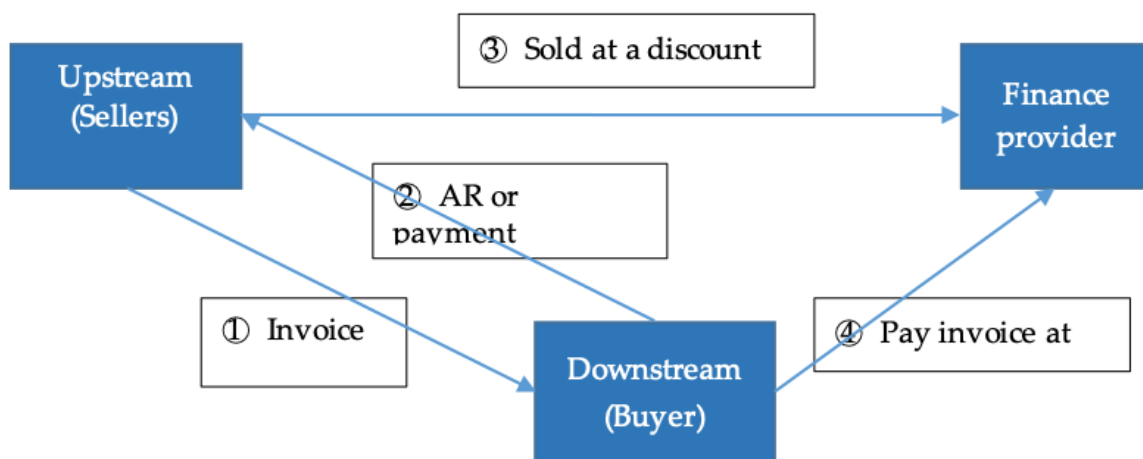 ③ Sold at a discount
Upstream
(Sellers)
Finance
provider
② AR or
payment
① Invoice
④ Pay invoice at
Downstream
(Buyer)